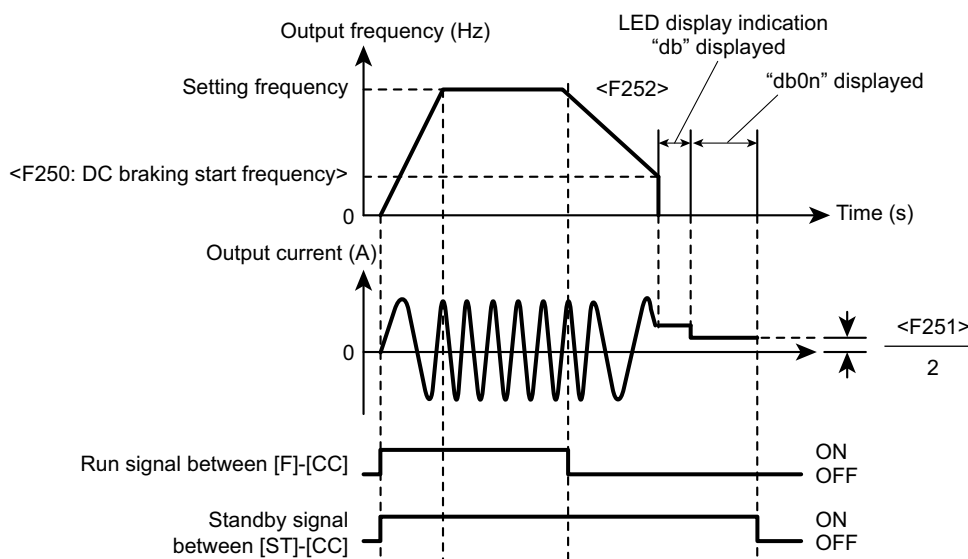 Output frequency (Hz)
LED display indication
“db” displayed
Setting frequency
<F252>
“db0n” displayed
<F250: DC braking start frequency>
0
Time (s)
Output current (A)
0
<F251>
2
Run signal between [F]-[CC]
ON
OFF
Standby signal
between [ST]-[CC]
ON
OFF